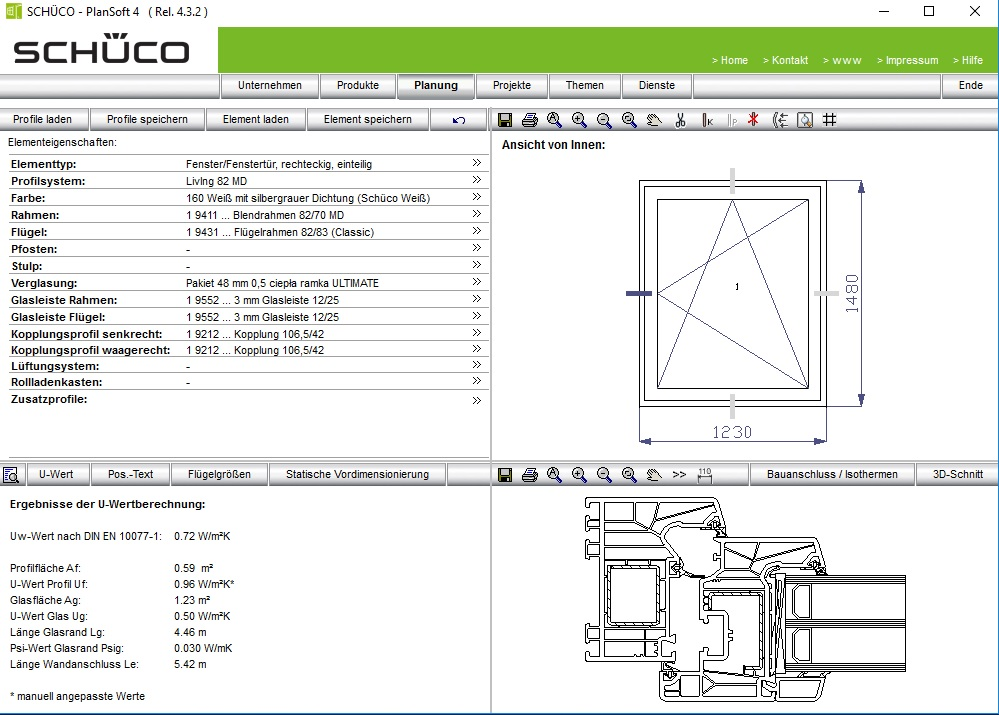 SCHÜCO - PlanSoft 4 ( Rel. 4.3.2 )
SCHÜCO
> Home > Kontakt > www > Impressum > Hilfe
Unternehmen Produkte Planung Projekte Themen Dienste Ende
Profile laden Profile speichern Element laden Element speichern
Elementeigenschaften:
Elementtyp: Fenster/Fenstertür, rechteckig, einteilig >>
Profilsystem: LivIng 82 MD >>
Farbe: 160 Weiß mit silbergrauer Dichtung (Schüco Weiß) >>
Rahmen: 1 9411 ... Blendrahmen 82/70 MD >>
Flügel: 1 9431 ... Flügelrahmen 82/83 (Classic) >>
Pfosten: - >>
Stulp: - >>
Verglasung: Pakiet 48 mm 0,5 ciepła ramka ULTIMATE >>
Glasleiste Rahmen: 1 9552 ... 3 mm Glasleiste 12/25 >>
Glasleiste Flügel: 1 9552 ... 3 mm Glasleiste 12/25 >>
Kopplungsprofil senkrecht: 1 9212 ... Kopplung 106,5/42 >>
Kopplungsprofil waagerecht: 1 9212 ... Kopplung 106,5/42 >>
Lüftungsystem: - >>
Rollladenkasten: - >>
Zusatzprofile: >>
K P
Ansicht von Innen:
1
1480
1230
U-Wert Pos.-Text Flügelgrößen Statische Vordimensionierung
>> 110 Bauanschluss / Isothermen 3D-Schnitt
Ergebnisse der U-Wertberechnung:
Uw-Wert nach DIN EN 10077-1: 0.72 W/m²K
Profilfläche Af: 0.59 m²
U-Wert Profil Uf: 0.96 W/m²K*
Glasfläche Ag: 1.23 m²
U-Wert Glas Ug: 0.50 W/m²K
Länge Glasrand Lg: 4.46 m
Psi-Wert Glasrand Psig: 0.030 W/mK
Länge Wandanschluss Le: 5.42 m
* manuell angepasste Werte